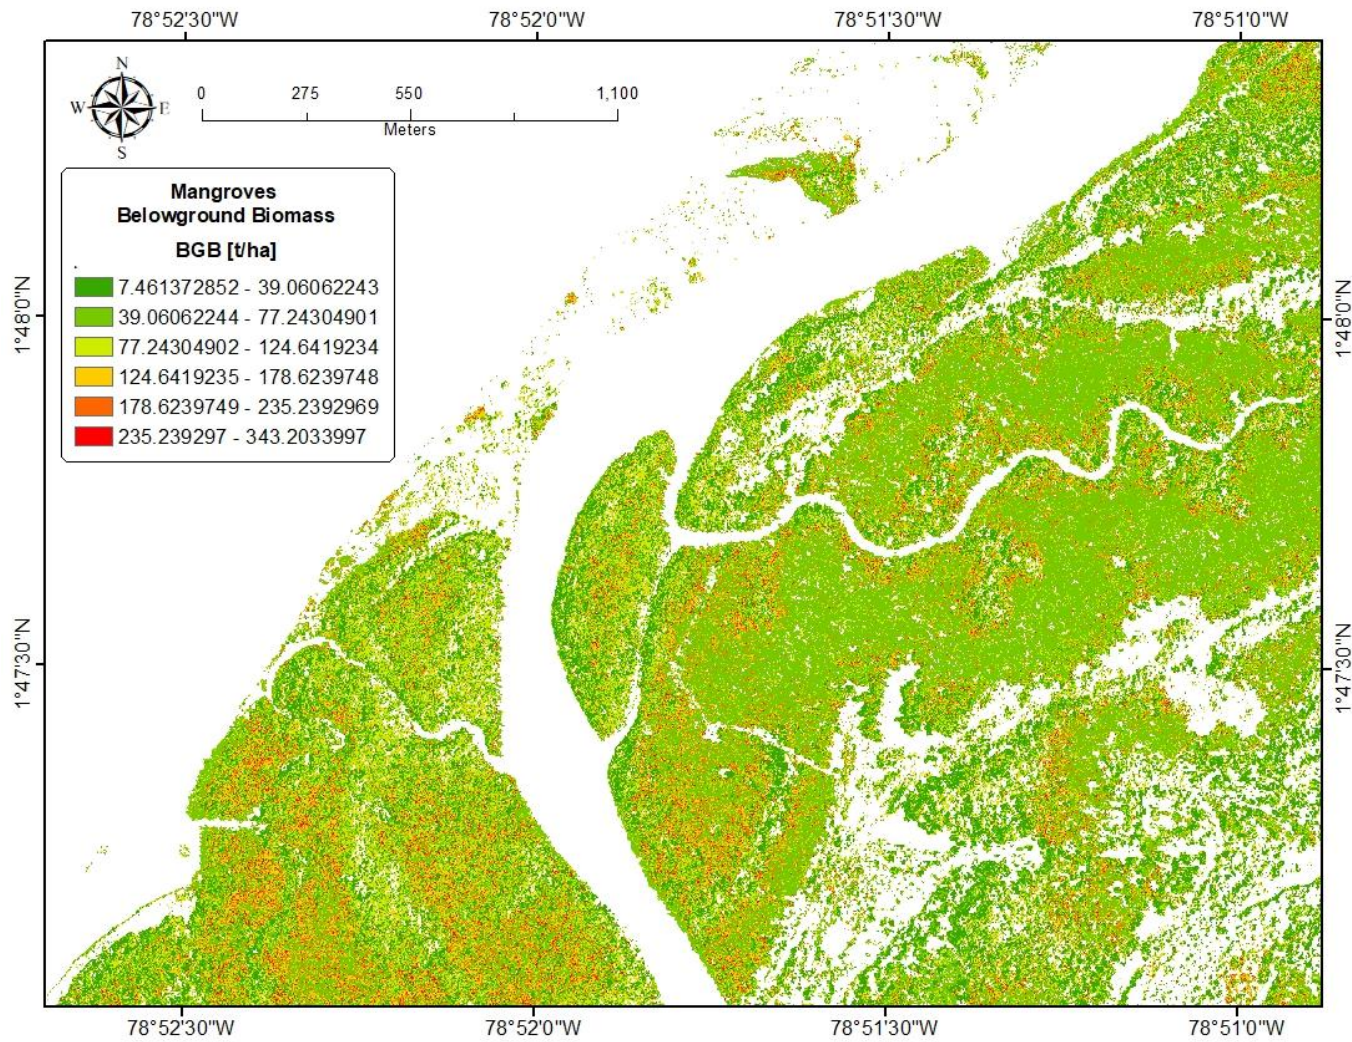 78°52'30"W 78°52'0"W 78°51'30"W 78°51'0"W
N
W E
S
0 275 550 1,100
Meters
Mangroves
Belowground Biomass
BGB [t/ha]
7.461372852 - 39.06062243
39.06062244 - 77.24304901
77.24304902 - 124.6419234
124.6419235 - 178.6239748
178.6239749 - 235.2392969
235.239297 - 343.2033997
1°48'0"N
1°48'0"N
1°47'30"N
1°47'30"N
78°52'30"W 78°52'0"W 78°51'30"W 78°51'0"W